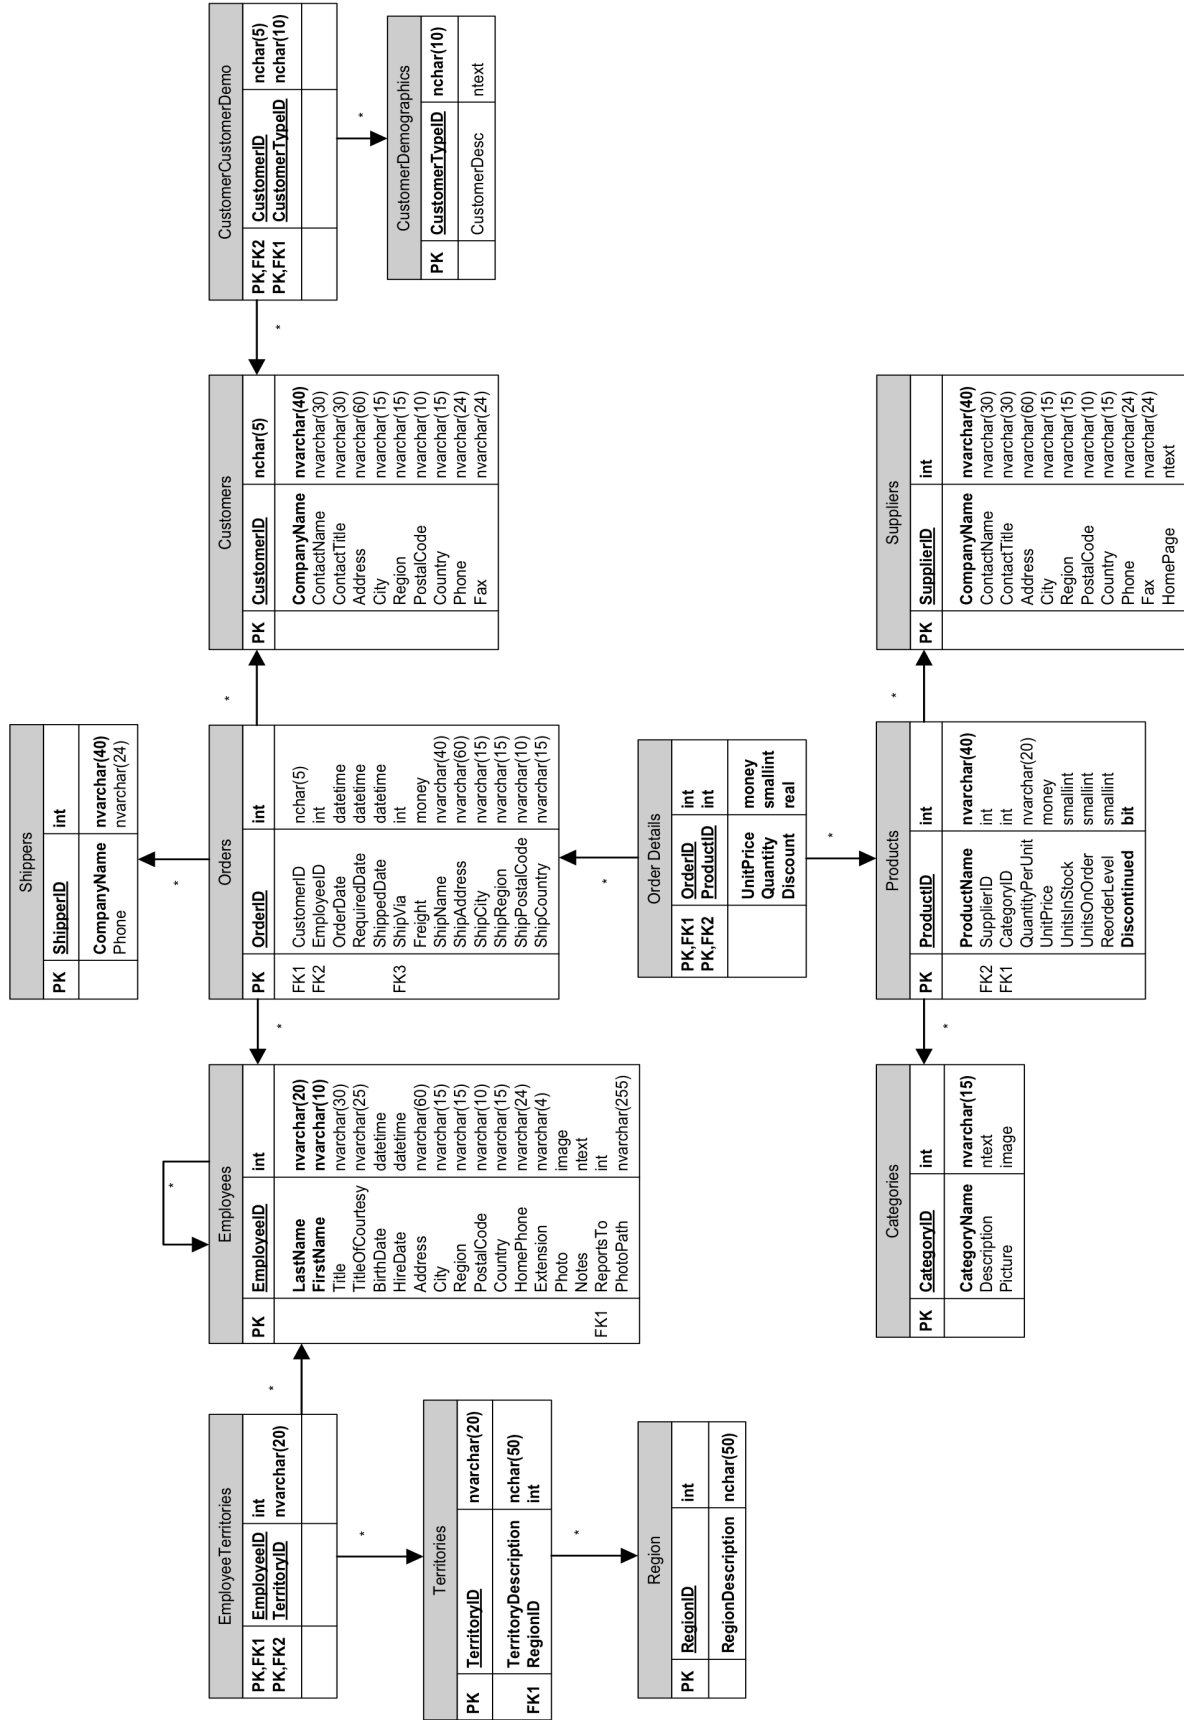 Shippers
PK ShipperID int
CompanyName nvarchar(40)
Phone nvarchar(24)
*
*
EmployeeTerritories
PK,FK1 EmployeeID int
PK,FK2 TerritoryID nvarchar(20)
*
Employees
PK EmployeeID int
LastName nvarchar(20)
FirstName nvarchar(10)
Title nvarchar(30)
TitleOfCourtesy nvarchar(25)
BirthDate datetime
HireDate datetime
Address nvarchar(60)
City nvarchar(15)
Region nvarchar(15)
PostalCode nvarchar(10)
Country nvarchar(15)
HomePhone nvarchar(24)
Extension nvarchar(4)
Photo image
Notes ntext
FK1 ReportsTo int
PhotoPath nvarchar(255)
*
Orders
PK OrderID int
FK1 CustomerID nchar(5)
FK2 EmployeeID int
OrderDate datetime
RequiredDate datetime
ShippedDate datetime
FK3 ShipVia int
Freight money
ShipName nvarchar(40)
ShipAddress nvarchar(60)
ShipCity nvarchar(15)
ShipRegion nvarchar(15)
ShipPostalCode nvarchar(10)
ShipCountry nvarchar(15)
*
Customers
PK CustomerID nchar(5)
CompanyName nvarchar(40)
ContactName nvarchar(30)
ContactTitle nvarchar(30)
Address nvarchar(60)
City nvarchar(15)
Region nvarchar(15)
PostalCode nvarchar(10)
Country nvarchar(15)
Phone nvarchar(24)
Fax nvarchar(24)
*
CustomerCustomerDemo
PK,FK2 CustomerID nchar(5)
PK,FK1 CustomerTypeID nchar(10)
*
CustomerDemographics
PK CustomerTypeID nchar(10)
CustomerDesc ntext
*
Territories
PK TerritoryID nvarchar(20)
TerritoryDescription nchar(50)
FK1 RegionID int
*
Region
PK RegionID int
RegionDescription nchar(50)
*
Order Details
PK,FK1 OrderID int
PK,FK2 ProductID int
UnitPrice money
Quantity smallint
Discount real
*
Categories
PK CategoryID int
CategoryName nvarchar(15)
Description ntext
Picture image
*
Products
PK ProductID int
ProductName nvarchar(40)
FK2 SupplierID int
FK1 CategoryID int
QuantityPerUnit nvarchar(20)
UnitPrice money
UnitsInStock smallint
UnitsOnOrder smallint
ReorderLevel smallint
Discontinued bit
*
Suppliers
PK SupplierID int
CompanyName nvarchar(40)
ContactName nvarchar(30)
ContactTitle nvarchar(30)
Address nvarchar(60)
City nvarchar(15)
Region nvarchar(15)
PostalCode nvarchar(10)
Country nvarchar(15)
Phone nvarchar(24)
Fax nvarchar(24)
HomePage ntext